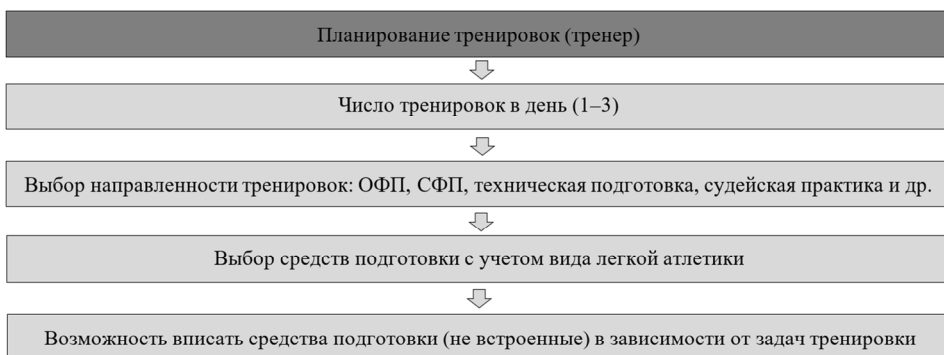 Планирование тренировок (тренер)
Число тренировок в день (1–3)
Выбор направленности тренировок: ОФП, СФП, техническая подготовка, судейская практика и др.
Выбор средств подготовки с учетом вида легкой атлетики
Возможность вписать средства подготовки (не встроенные) в зависимости от задач тренировки